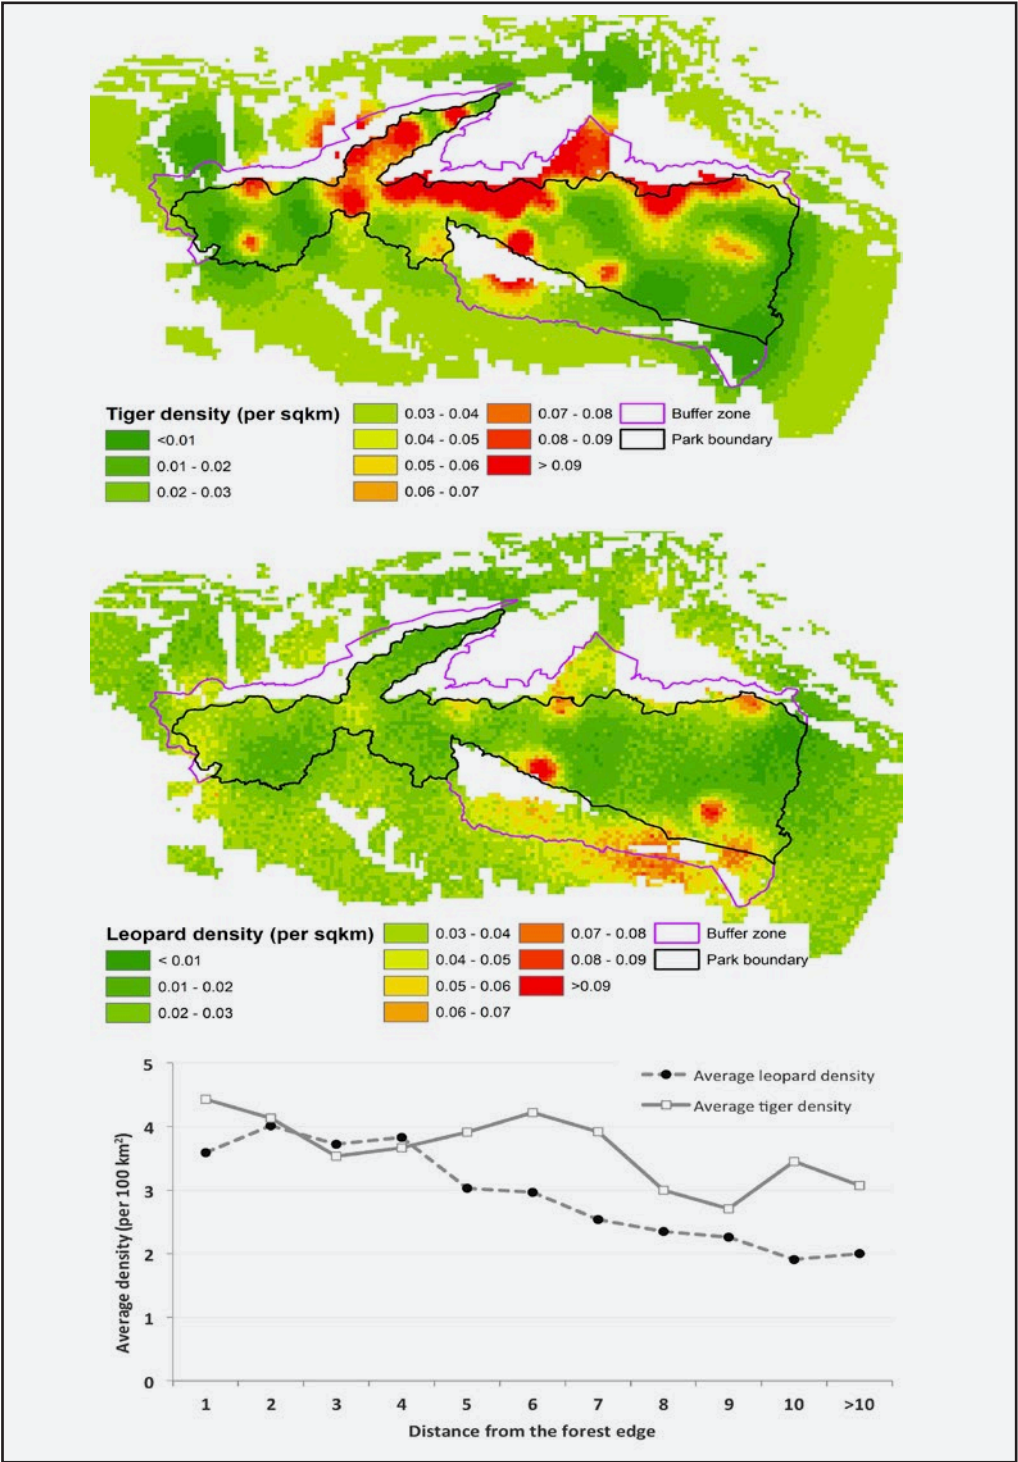 Tiger density (per sqkm)
<0.01
0.01 - 0.02
0.02 - 0.03
0.03 - 0.04
0.04 - 0.05
0.05 - 0.06
0.06 - 0.07
0.07 - 0.08
0.08 - 0.09
> 0.09
Buffer zone
Park boundary
Leopard density (per sqkm)
< 0.01
0.01 - 0.02
0.02 - 0.03
0.03 - 0.04
0.04 - 0.05
0.05 - 0.06
0.06 - 0.07
0.07 - 0.08
0.08 - 0.09
>0.09
Buffer zone
Park boundary
Average leopard density
Average tiger density
Average density (per 100 km²)
5
4
3
2
1
0
1 2 3 4 5 6 7 8 9 10 >10
Distance from the forest edge